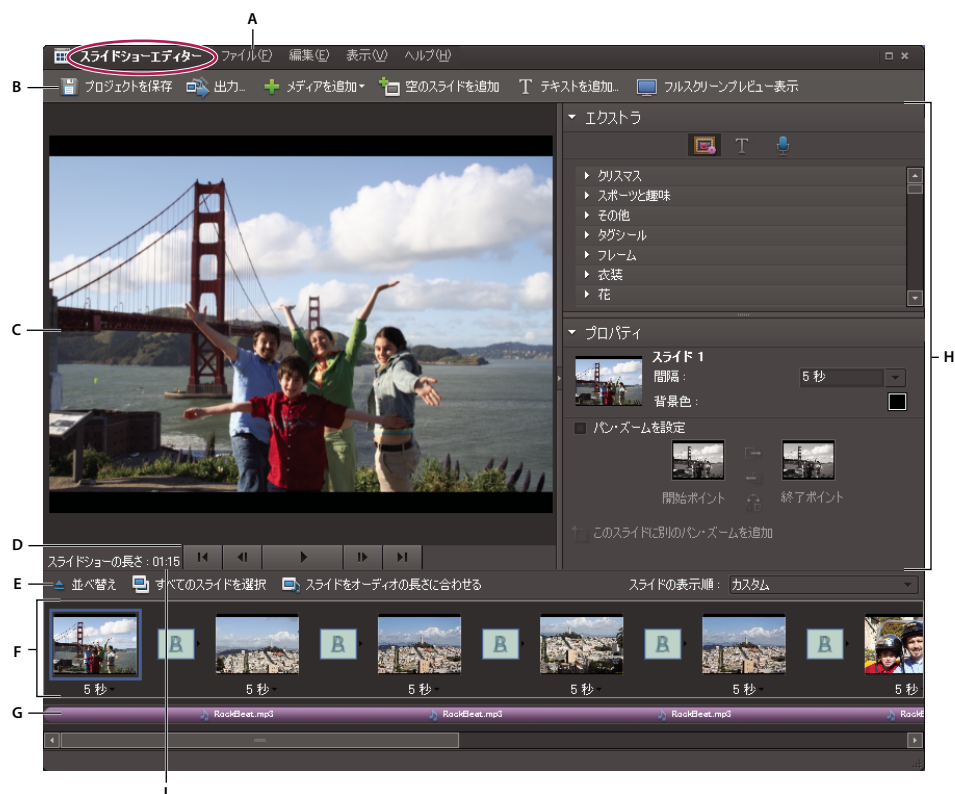 A
スライドショーエディター ファイル(F) 編集(E) 表示(V) ヘルプ(H)
B
プロジェクトを保存 出力... メディアを追加 空のスライドを追加 T テキストを追加... フルスクリーンプレビュー表示
エクストラ
T
クリスマス
スポーツと趣味
その他
タグシール
フレーム
衣装
花
C
H
プロパティ
スライド 1
間隔 : 5 秒
背景色 :
パン・ズームを設定
開始ポイント 終了ポイント
このスライドに別のパン・ズームを追加
D
スライドショーの長さ : 01:15
E
並べ替え すべてのスライドを選択 スライドをオーディオの長さに合わせる スライドの表示順 : カスタム
F
B B B B B
5 秒 5 秒 5 秒 5 秒 5 秒 5 秒
G
RockBeat.mp3 RockBeat.mp3 RockBeat.mp3 RockB
I